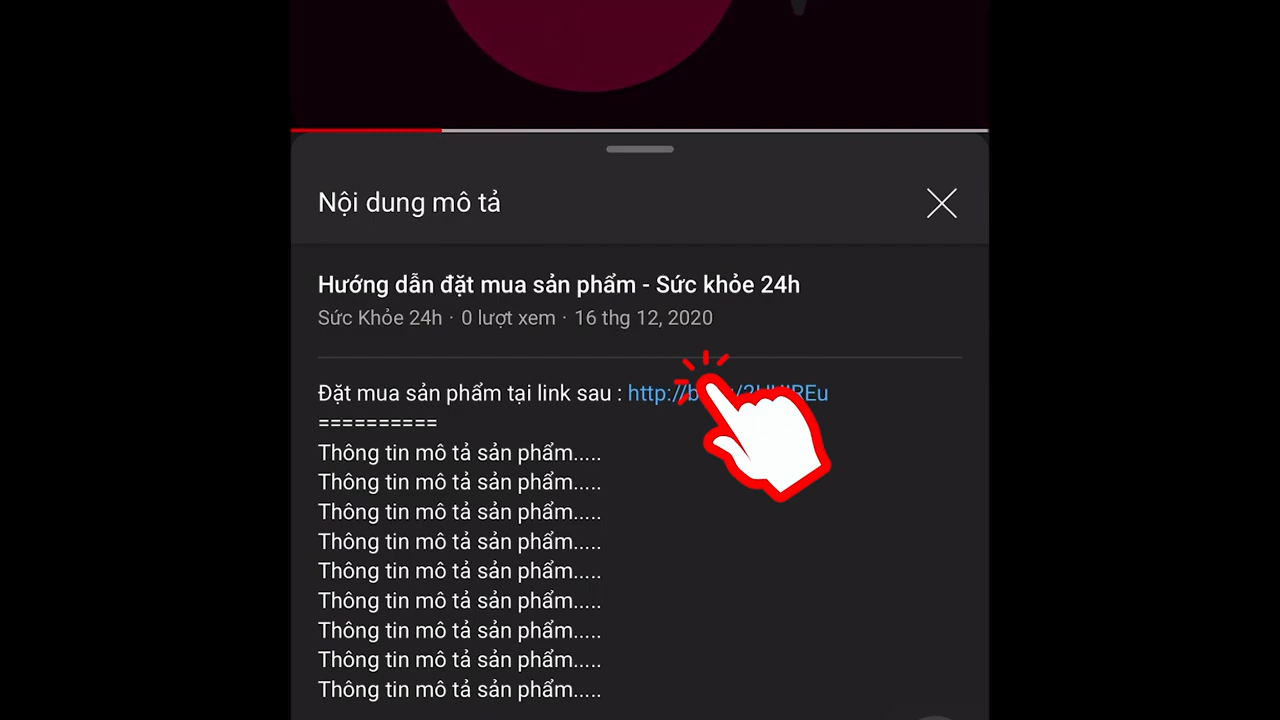 Nội dung mô tả
Hướng dẫn đặt mua sản phẩm - Sức khỏe 24h
Sức Khỏe 24h · 0 lượt xem · 16 thg 12, 2020
Đặt mua sản phẩm tại link sau :
==========
Thông tin mô tả sản phẩm.....
Thông tin mô tả sản phẩm.....
Thông tin mô tả sản phẩm.....
Thông tin mô tả sản phẩm.....
Thông tin mô tả sản phẩm.....
Thông tin mô tả sản phẩm.....
Thông tin mô tả sản phẩm.....
Thông tin mô tả sản phẩm.....
Thông tin mô tả sản phẩm.....